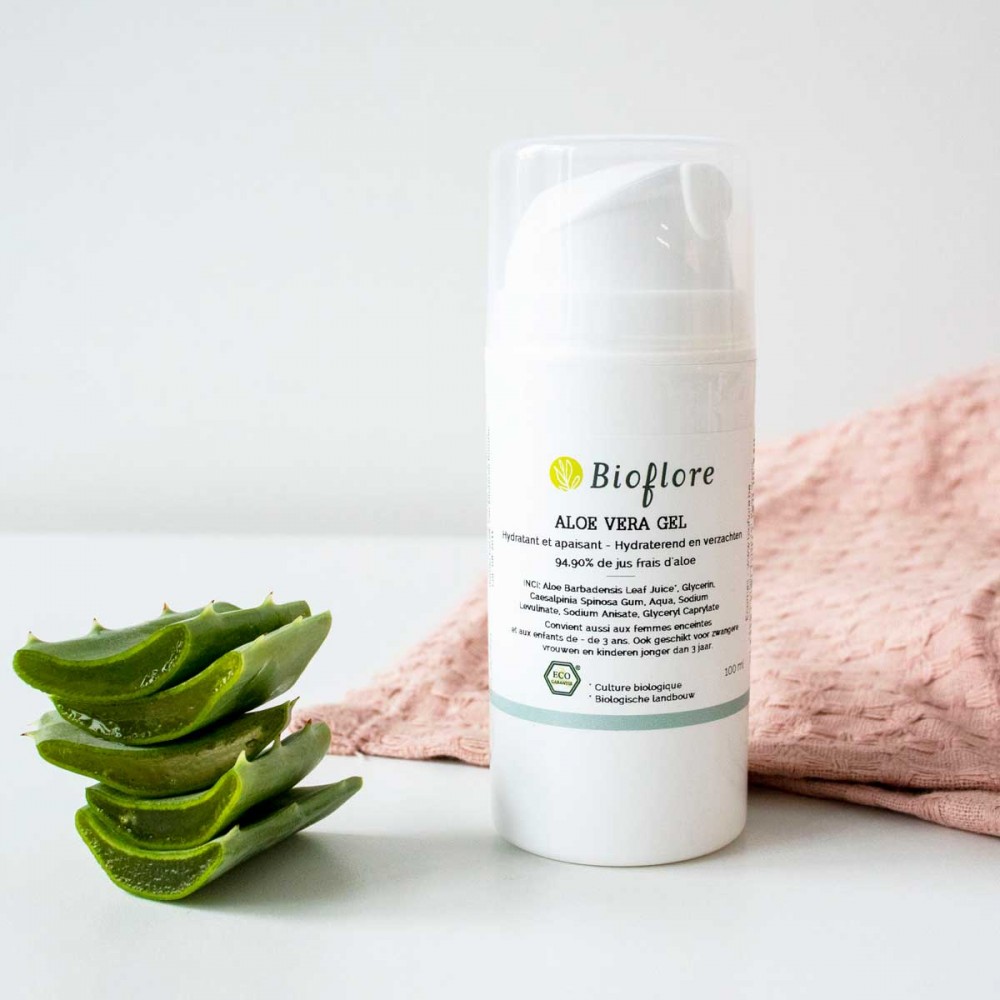 Bioflore
ALOE VERA GEL
Hydratant et apaisant - Hydraterend en verzachten
94,90% de jus frais d'aloe
INCI: Aloe Barbadensis Leaf Juice*, Glycerin,
Caesalpinia Spinosa Gum, Aqua, Sodium
Levulinate, Sodium Anisate, Glyceryl Caprylate
Convient aussi aux femmes enceintes
et aux enfants de - de 3 ans. Ook geschikt voor zwangere
vrouwen en kinderen jonger dan 3 jaar.
100 ml
ECO
GARANTIE
®
* Culture biologique
* Biologische landbouw